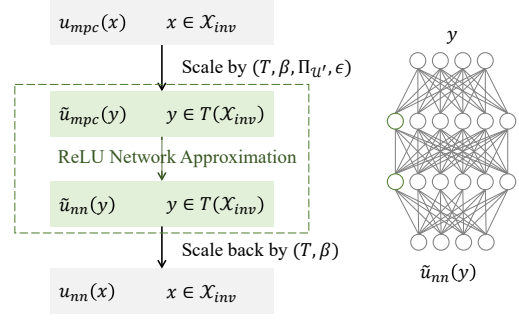 u_{mpc}(x) x ∈ 𝒳_{inv}
Scale by (T, β, Π_{𝒰′}, ϵ)
ũ_{mpc}(y) y ∈ T(𝒳_{inv})
ReLU Network Approximation
ũ_{nn}(y) y ∈ T(𝒳_{inv})
Scale back by (T, β)
u_{nn}(x) x ∈ 𝒳_{inv}
y
ũ_{nn}(y)